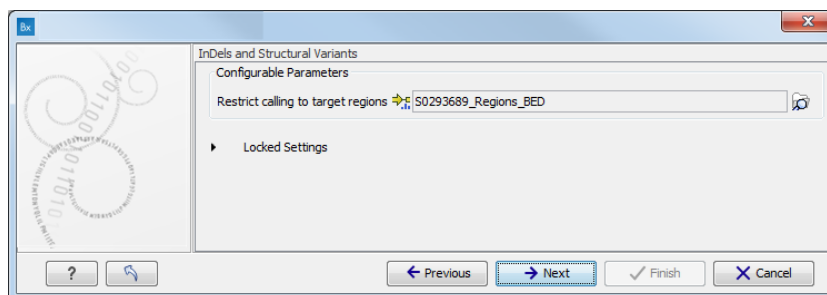 Bx
InDels and Structural Variants
Configurable Parameters
Restrict calling to target regions S0293689_Regions_BED
Locked Settings
? Previous Next Finish Cancel